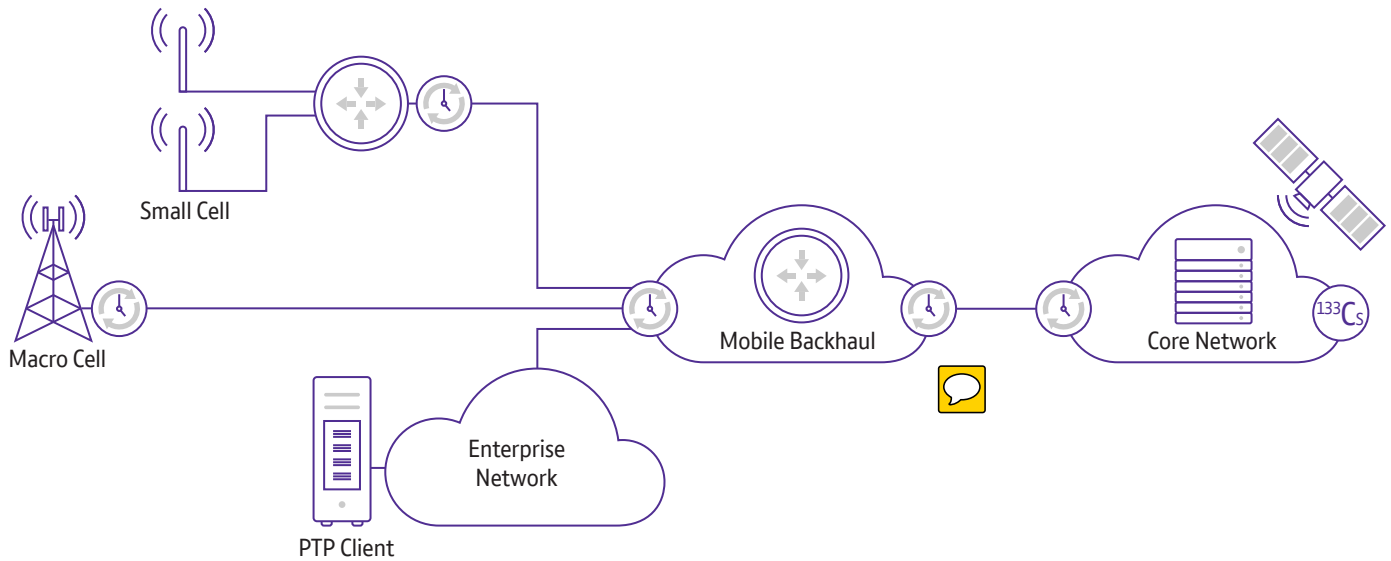 Small Cell
Macro Cell
Mobile Backhaul
Core Network
133Cs
Enterprise
Network
PTP Client